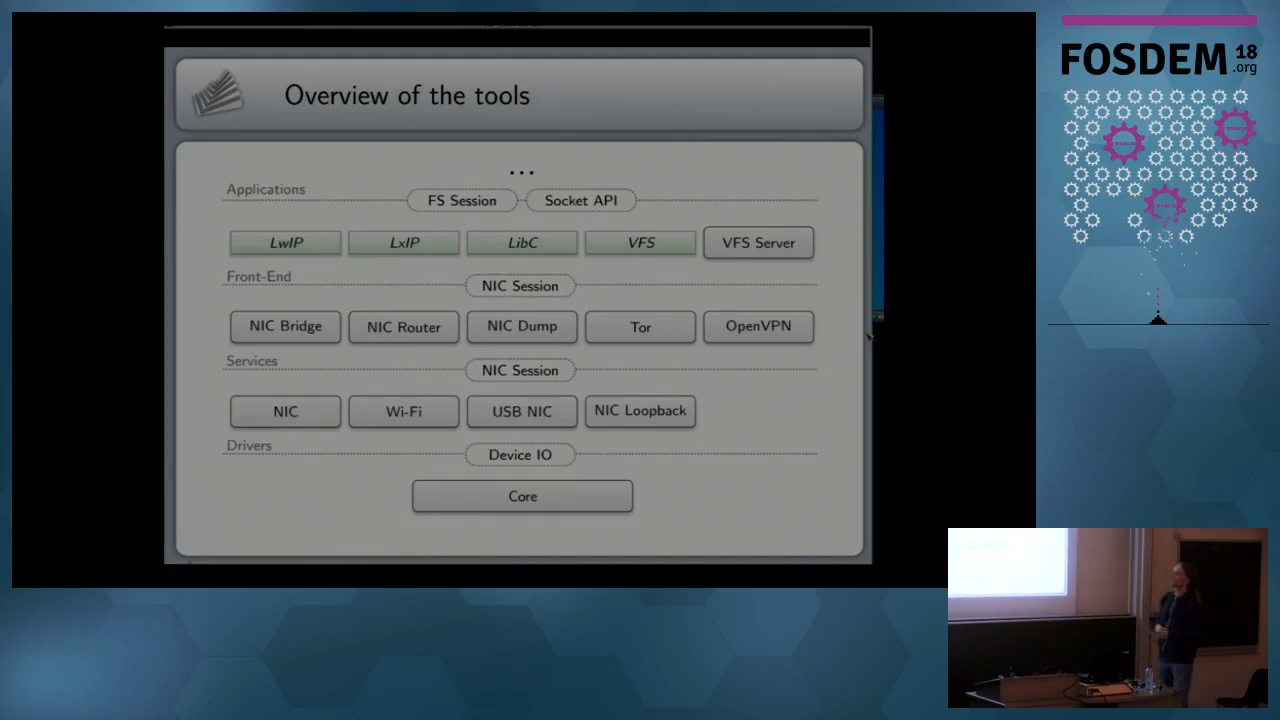 Overview of the tools
...
Applications
FS Session
Socket API
LwIP
LxIP
LibC
VFS
VFS Server
Front-End
NIC Session
NIC Bridge
NIC Router
NIC Dump
Tor
OpenVPN
Services
NIC Session
NIC
Wi-Fi
USB NIC
NIC Loopback
Drivers
Device IO
Core
FOSDEM 18
.org